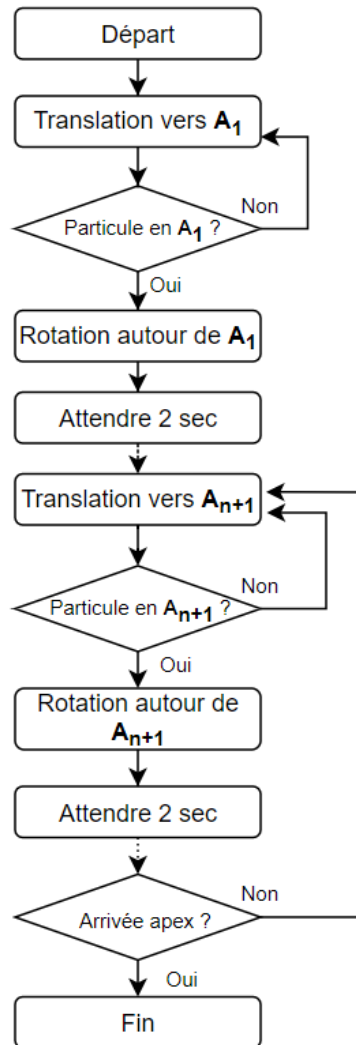 Départ
Translation vers A1
Particule en A1 ?
Non
Oui
Rotation autour de A1
Attendre 2 sec
Translation vers An+1
Particule en An+1 ?
Non
Oui
Rotation autour de
An+1
Attendre 2 sec
Arrivée apex ?
Non
Oui
Fin